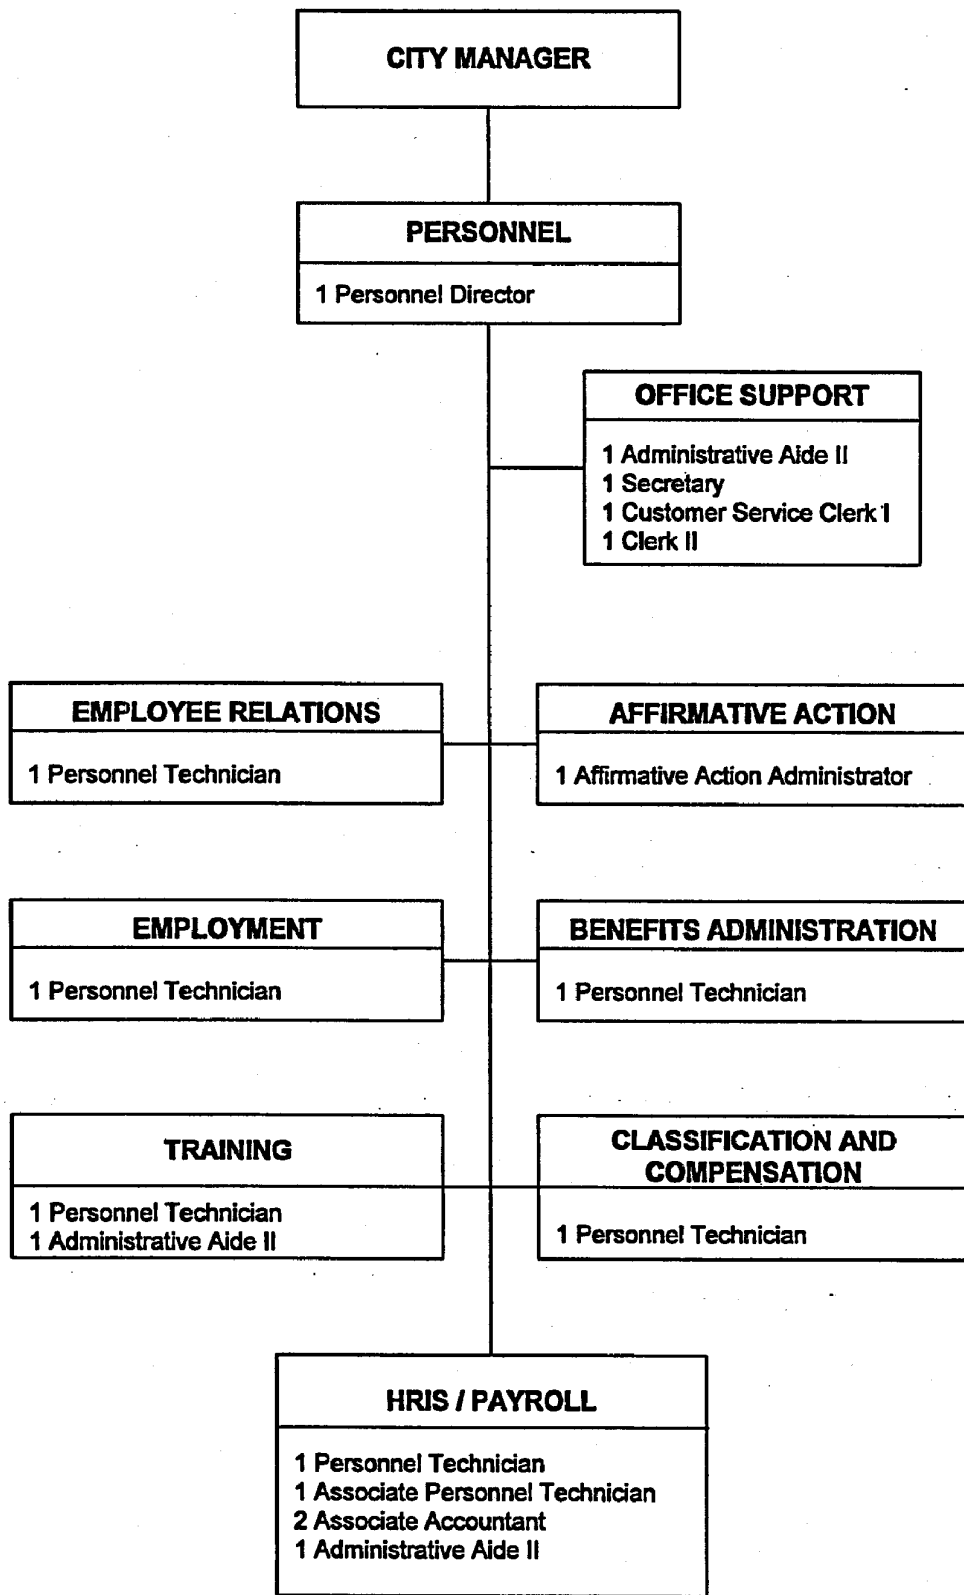 CITY MANAGER
PERSONNEL
1 Personnel Director
OFFICE SUPPORT
1 Administrative Aide II
1 Secretary
1 Customer Service Clerk I
1 Clerk II
EMPLOYEE RELATIONS
1 Personnel Technician
AFFIRMATIVE ACTION
1 Affirmative Action Administrator
EMPLOYMENT
1 Personnel Technician
BENEFITS ADMINISTRATION
1 Personnel Technician
TRAINING
1 Personnel Technician
1 Administrative Aide II
CLASSIFICATION AND
COMPENSATION
1 Personnel Technician
HRIS / PAYROLL
1 Personnel Technician
1 Associate Personnel Technician
2 Associate Accountant
1 Administrative Aide II